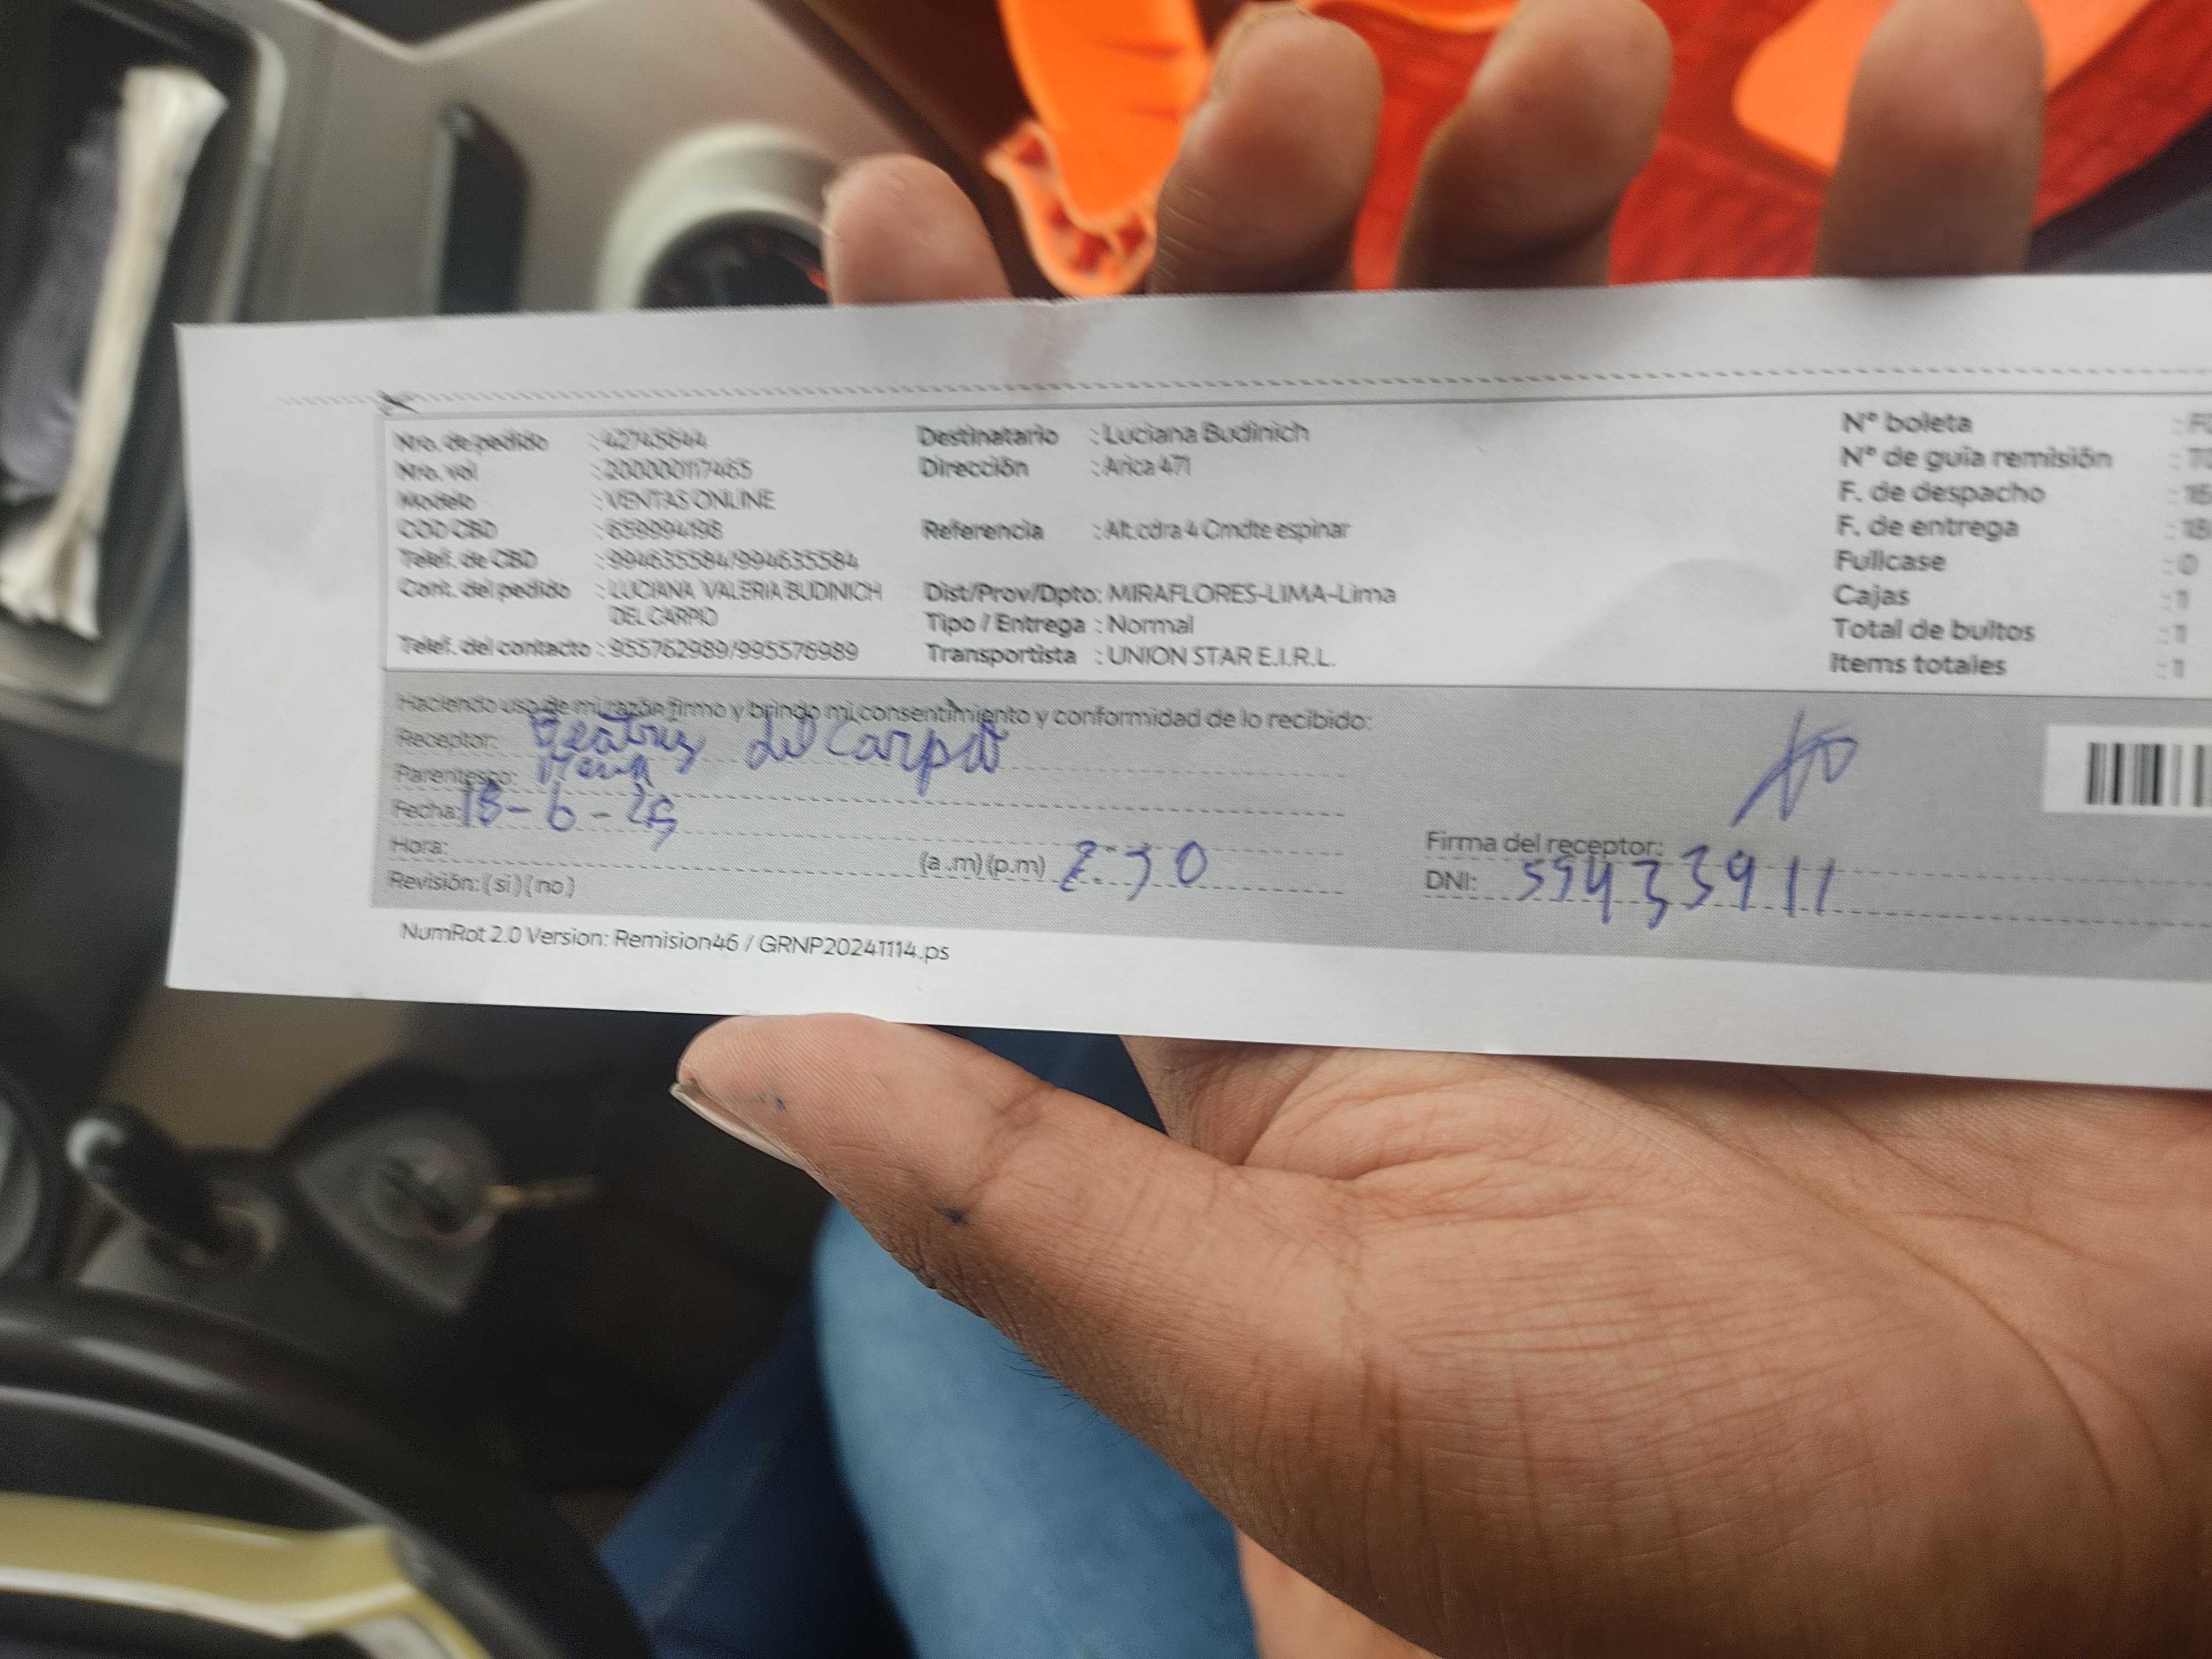 Nro. de pedido : 42745844
Nro. vol : 200000117465
Modelo : VENTAS ONLINE
COD CBD : 659994198
Telef. de CBD : 994635584/994635584
Cont. del pedido : LUCIANA VALERIA BUDINICH
DEL CARPIO
Telef. del contacto : 955762989/995576989
Destinatario : Luciana Budinich
Dirección : Arica 471
Referencia : Alt.cdra 4 Cmdte espinar
Dist/Prov/Dpto: MIRAFLORES-LIMA-Lima
Tipo / Entrega : Normal
Transportista : UNION STAR E.I.R.L.
N° boleta :
N° de guia remisión :
F. de despacho :
F. de entrega :
Fullcase : 0
Cajas : 1
Total de bultos : 1
Items totales : 1
Haciendo uso de mi razón firmo y brindo mi consentimiento y conformidad de lo recibido:
Receptor: Beatriz del Carpio
Parentesco:
Fecha: 18-6-25
Hora: (a.m)(p.m) 2:30
Revisión: (si)(no)
Firma del receptor:
DNI:
NumRot 2.0 Version: Remision46 / GRNP20241114.ps